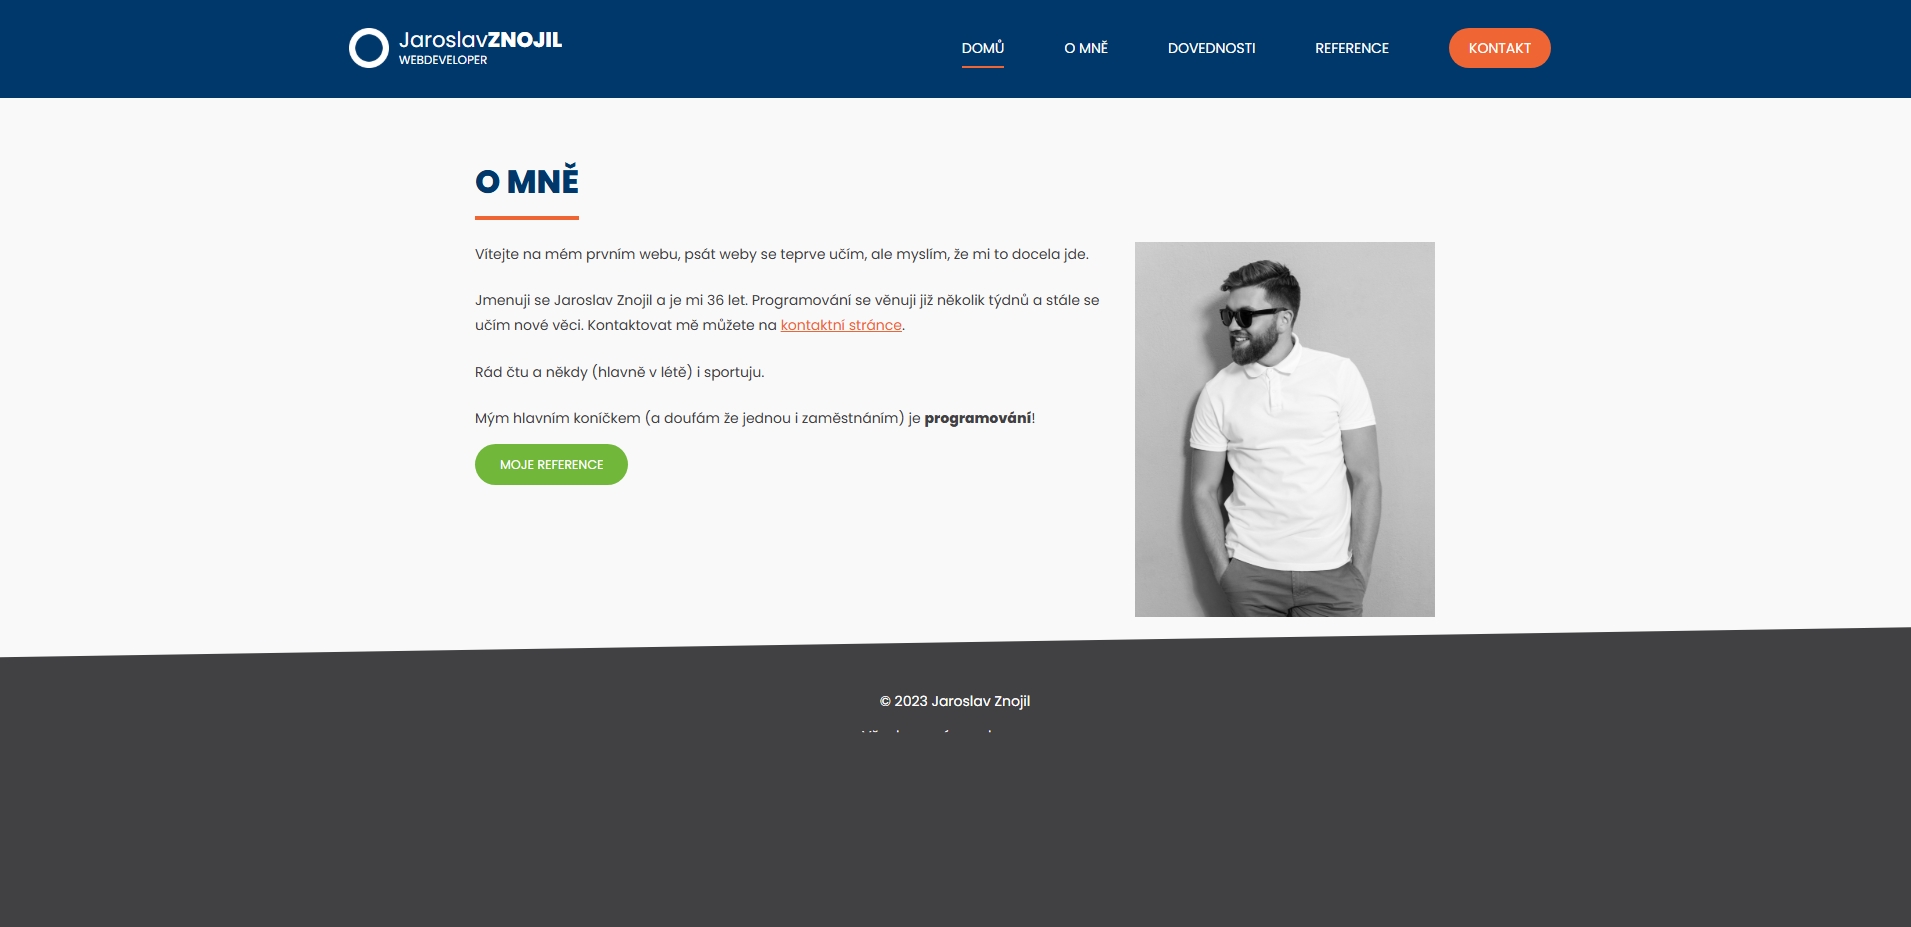 JaroslavZNOJIL
WEBDEVELOPER
DOMŮ
O MNĚ
DOVEDNOSTI
REFERENCE
KONTAKT
O MNĚ
Vítejte na mém prvním webu, psát weby se teprve učím, ale myslím, že mi to docela jde.
Jmenuji se Jaroslav Znojil a je mi 36 let. Programování se věnuji již několik týdnů a stále se
učím nové věci. Kontaktovat mě můžete na kontaktní stránce.
Rád čtu a někdy (hlavně v létě) i sportuju.
Mým hlavním koníčkem (a doufám že jednou i zaměstnáním) je programování!
MOJE REFERENCE
© 2023 Jaroslav Znojil